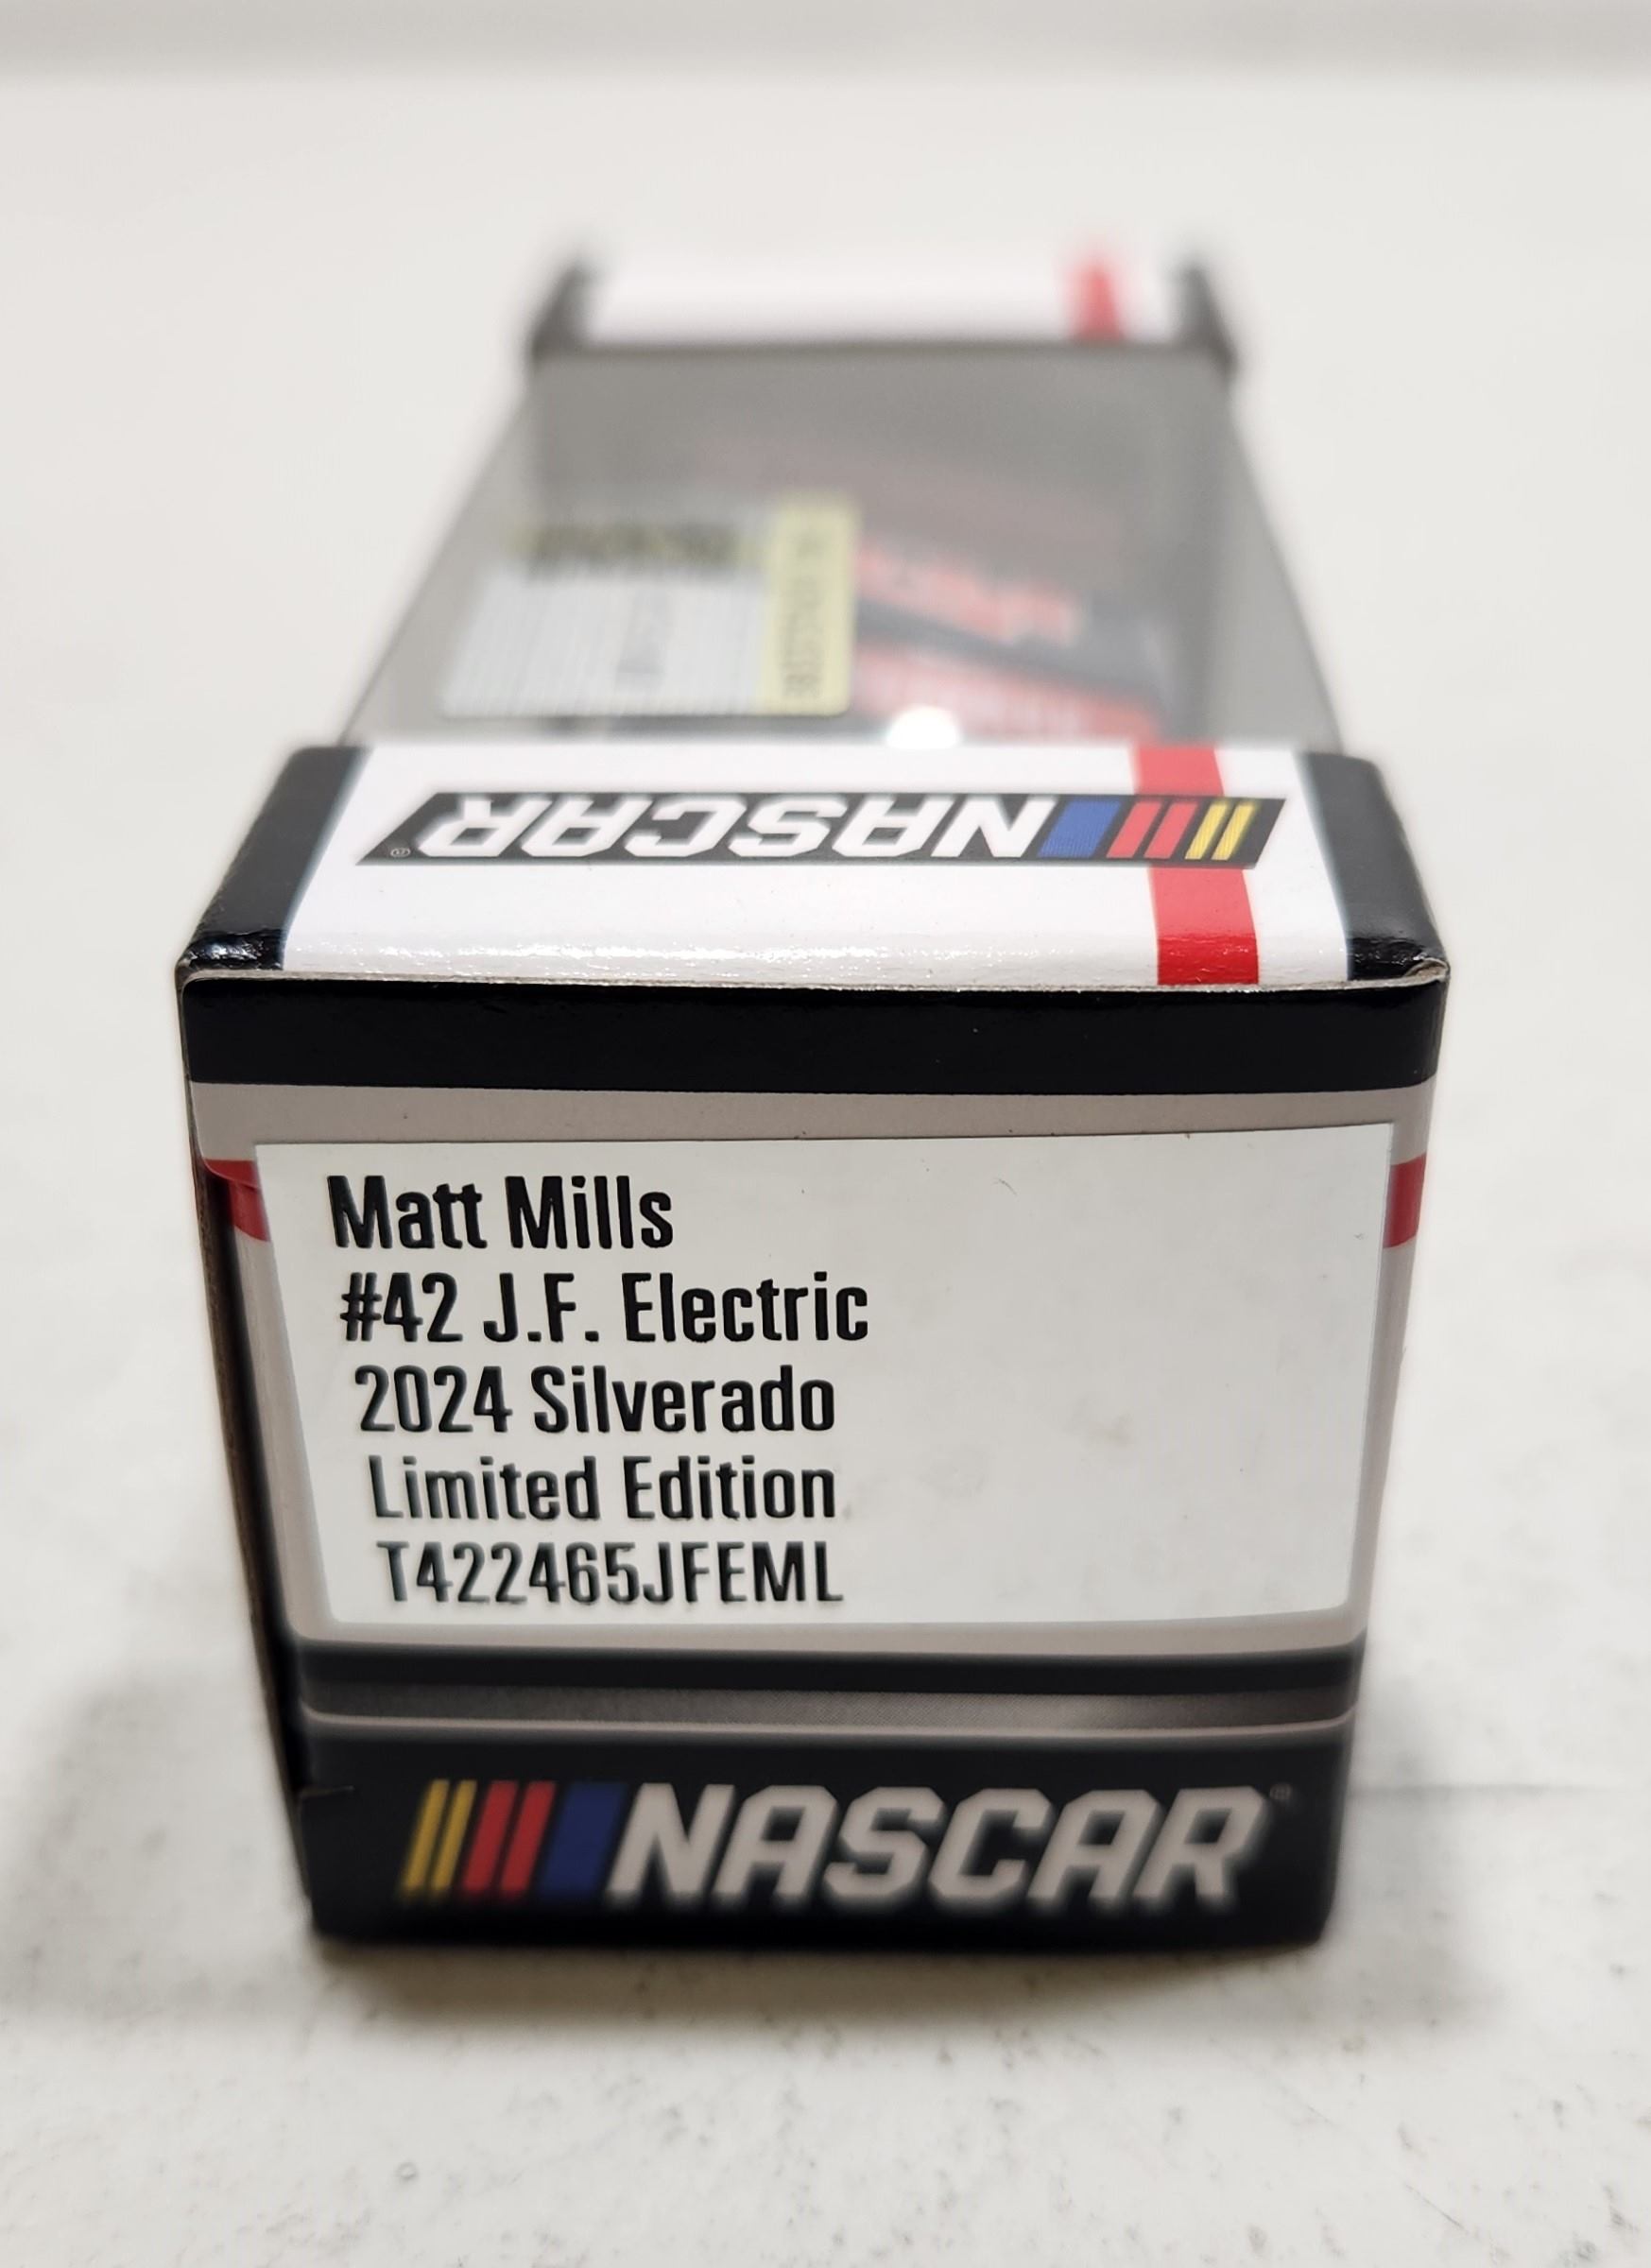 NASCAR
Matt Mills
#42 J.F. Electric
2024 Silverado
Limited Edition
T422465JFEML
NASCAR